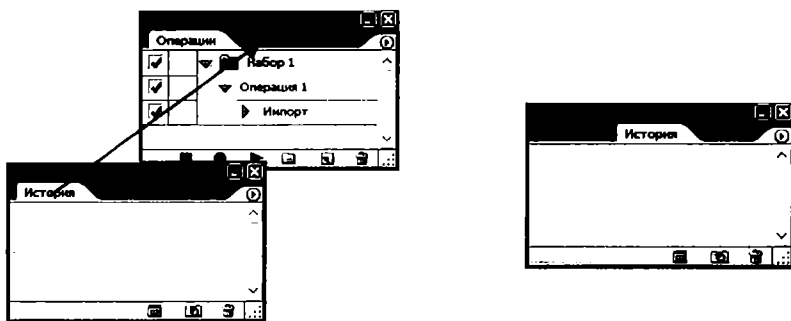 Операции
Набор 1
Операция 1
Импорт
История
История